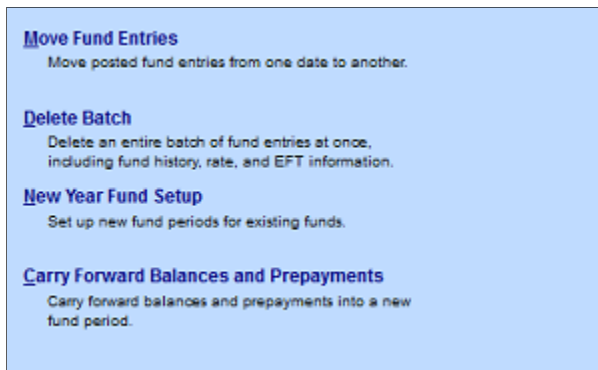 Move Fund Entries
Move posted fund entries from one date to another.
Delete Batch
Delete an entire batch of fund entries at once,
including fund history, rate, and EFT information.
New Year Fund Setup
Set up new fund periods for existing funds.
Carry Forward Balances and Prepayments
Carry forward balances and prepayments into a new
fund period.